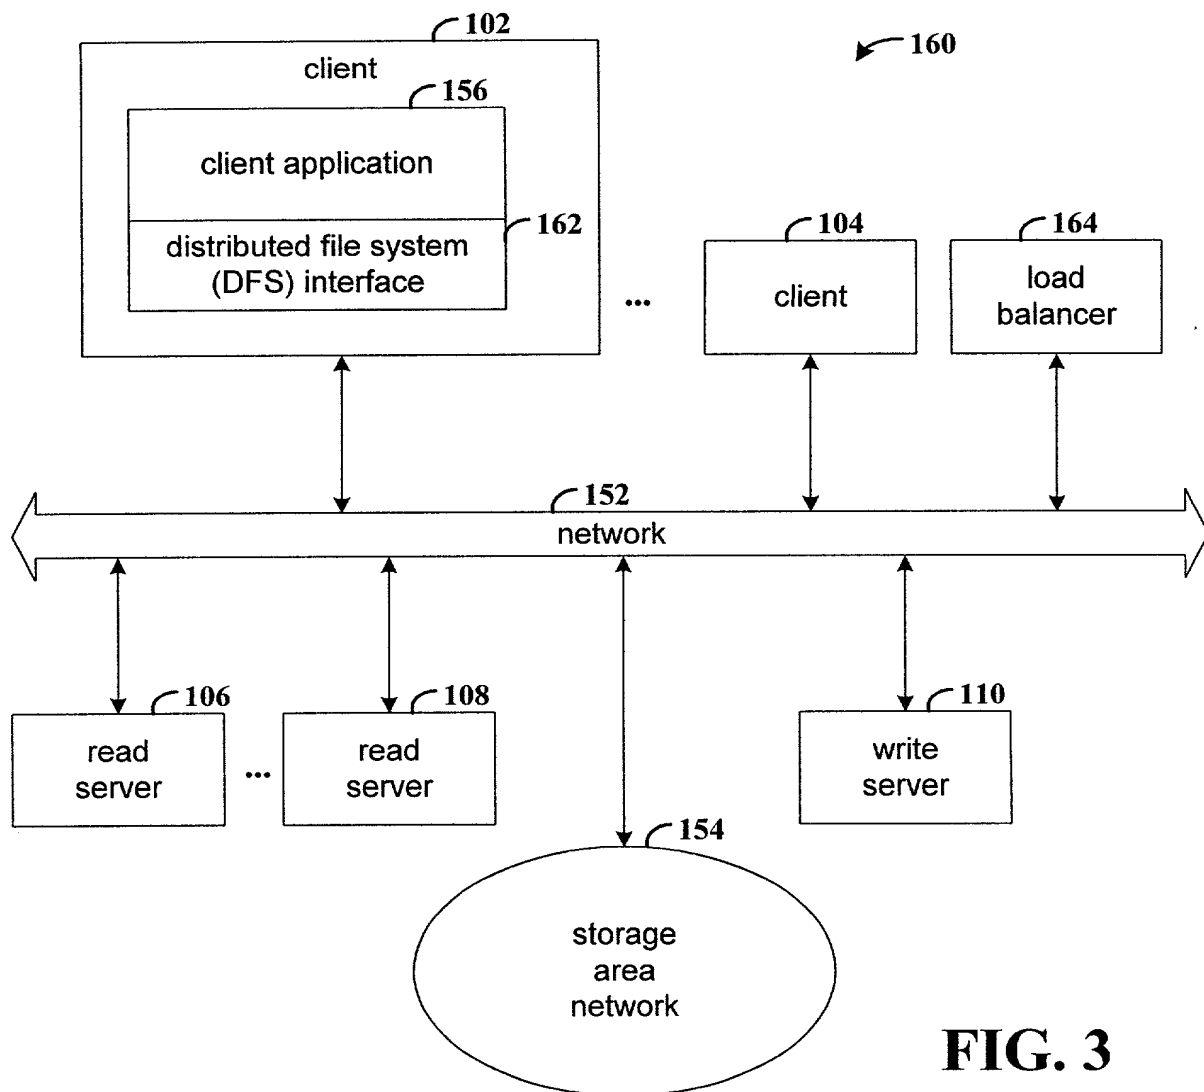 102
160
client
156
client application
162
distributed file system
(DFS) interface
...
104
client
164
load
balancer
152
network
106
read
server
...
108
read
server
110
write
server
154
storage
area
network
FIG. 3